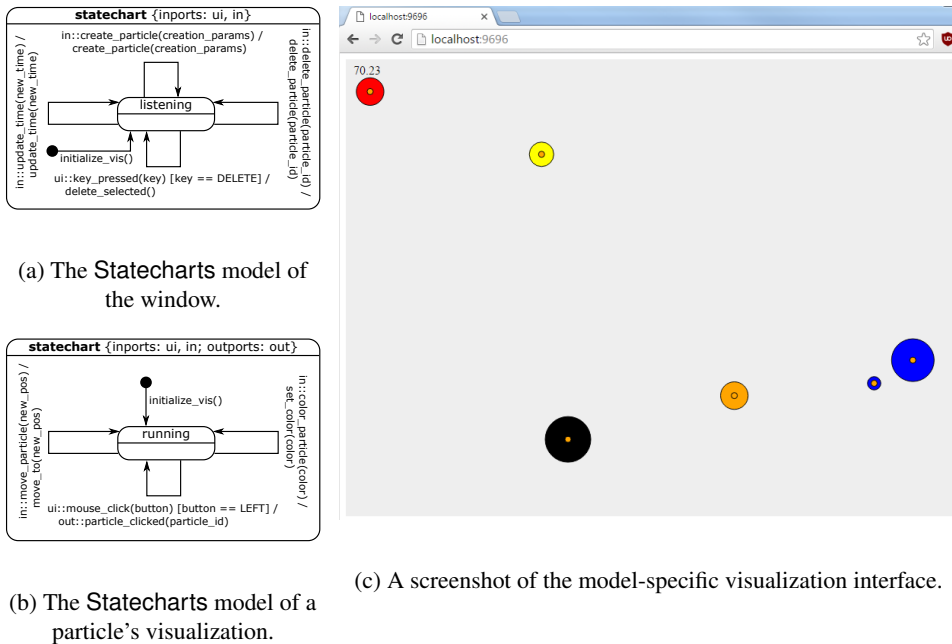 statechart {inports: ui, in}
in::create_particle(creation_params) /
create_particle(creation_params)
in::update_time(new_time) /
update_time(new_time)
in::delete_particle(particle_id) /
delete_particle(particle_id)
listening
initialize_vis()
ui::key_pressed(key) [key == DELETE] /
delete_selected()
(a) The Statecharts model of
the window.
statechart {inports: ui, in; outports: out}
initialize_vis()
in::move_particle(new_pos) /
move_to(new_pos)
in::color_particle(color) /
set_color(color)
running
ui::mouse_click(button) [button == LEFT] /
out::particle_clicked(particle_id)
(b) The Statecharts model of a
particle's visualization.
localhost:9696
localhost:9696
70.23
(c) A screenshot of the model-specific visualization interface.